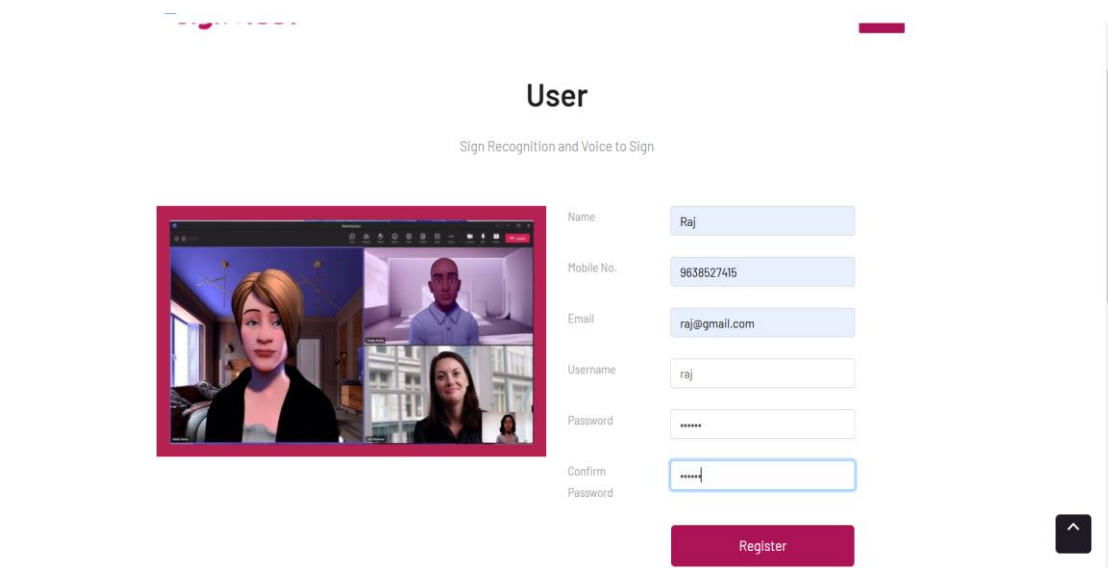 User
Sign Recognition and Voice to Sign
Name
Raj
Mobile No.
9638527415
Email
raj@gmail.com
Username
raj
Password
••••••
Confirm
Password
••••••
Register